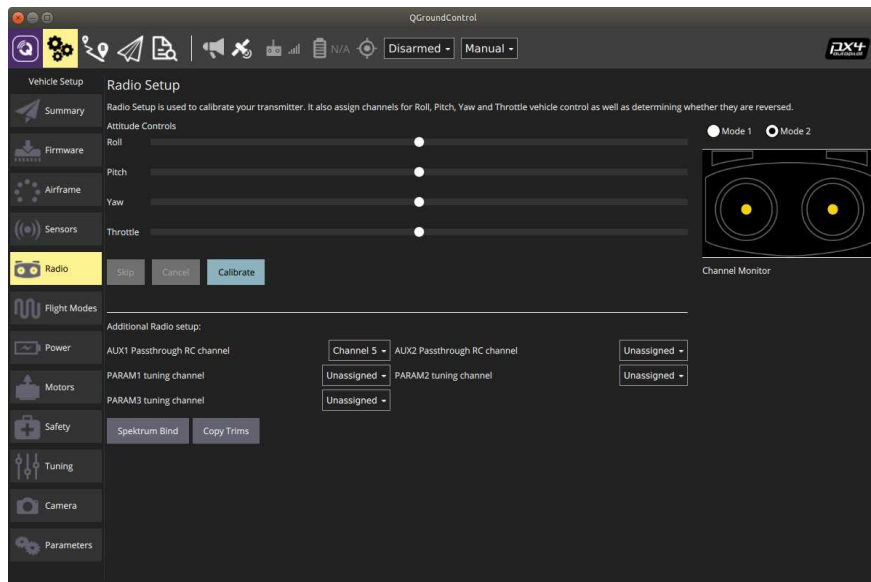 QGroundControl
N/A Disarmed Manual
PX4
autopilot
Vehicle Setup
Summary
Firmware
Airframe
Sensors
Radio
Flight Modes
Power
Motors
Safety
Tuning
Camera
Parameters
Radio Setup
Radio Setup is used to calibrate your transmitter. It also assign channels for Roll, Pitch, Yaw and Throttle vehicle control as well as determining whether they are reversed.
Attitude Controls
Roll
Pitch
Yaw
Throttle
Skip Cancel Calibrate
Mode 1 Mode 2
Channel Monitor
Additional Radio setup:
AUX1 Passthrough RC channel Channel 5 AUX2 Passthrough RC channel Unassigned
PARAM1 tuning channel Unassigned PARAM2 tuning channel Unassigned
PARAM3 tuning channel Unassigned
Spektrum Bind Copy Trims